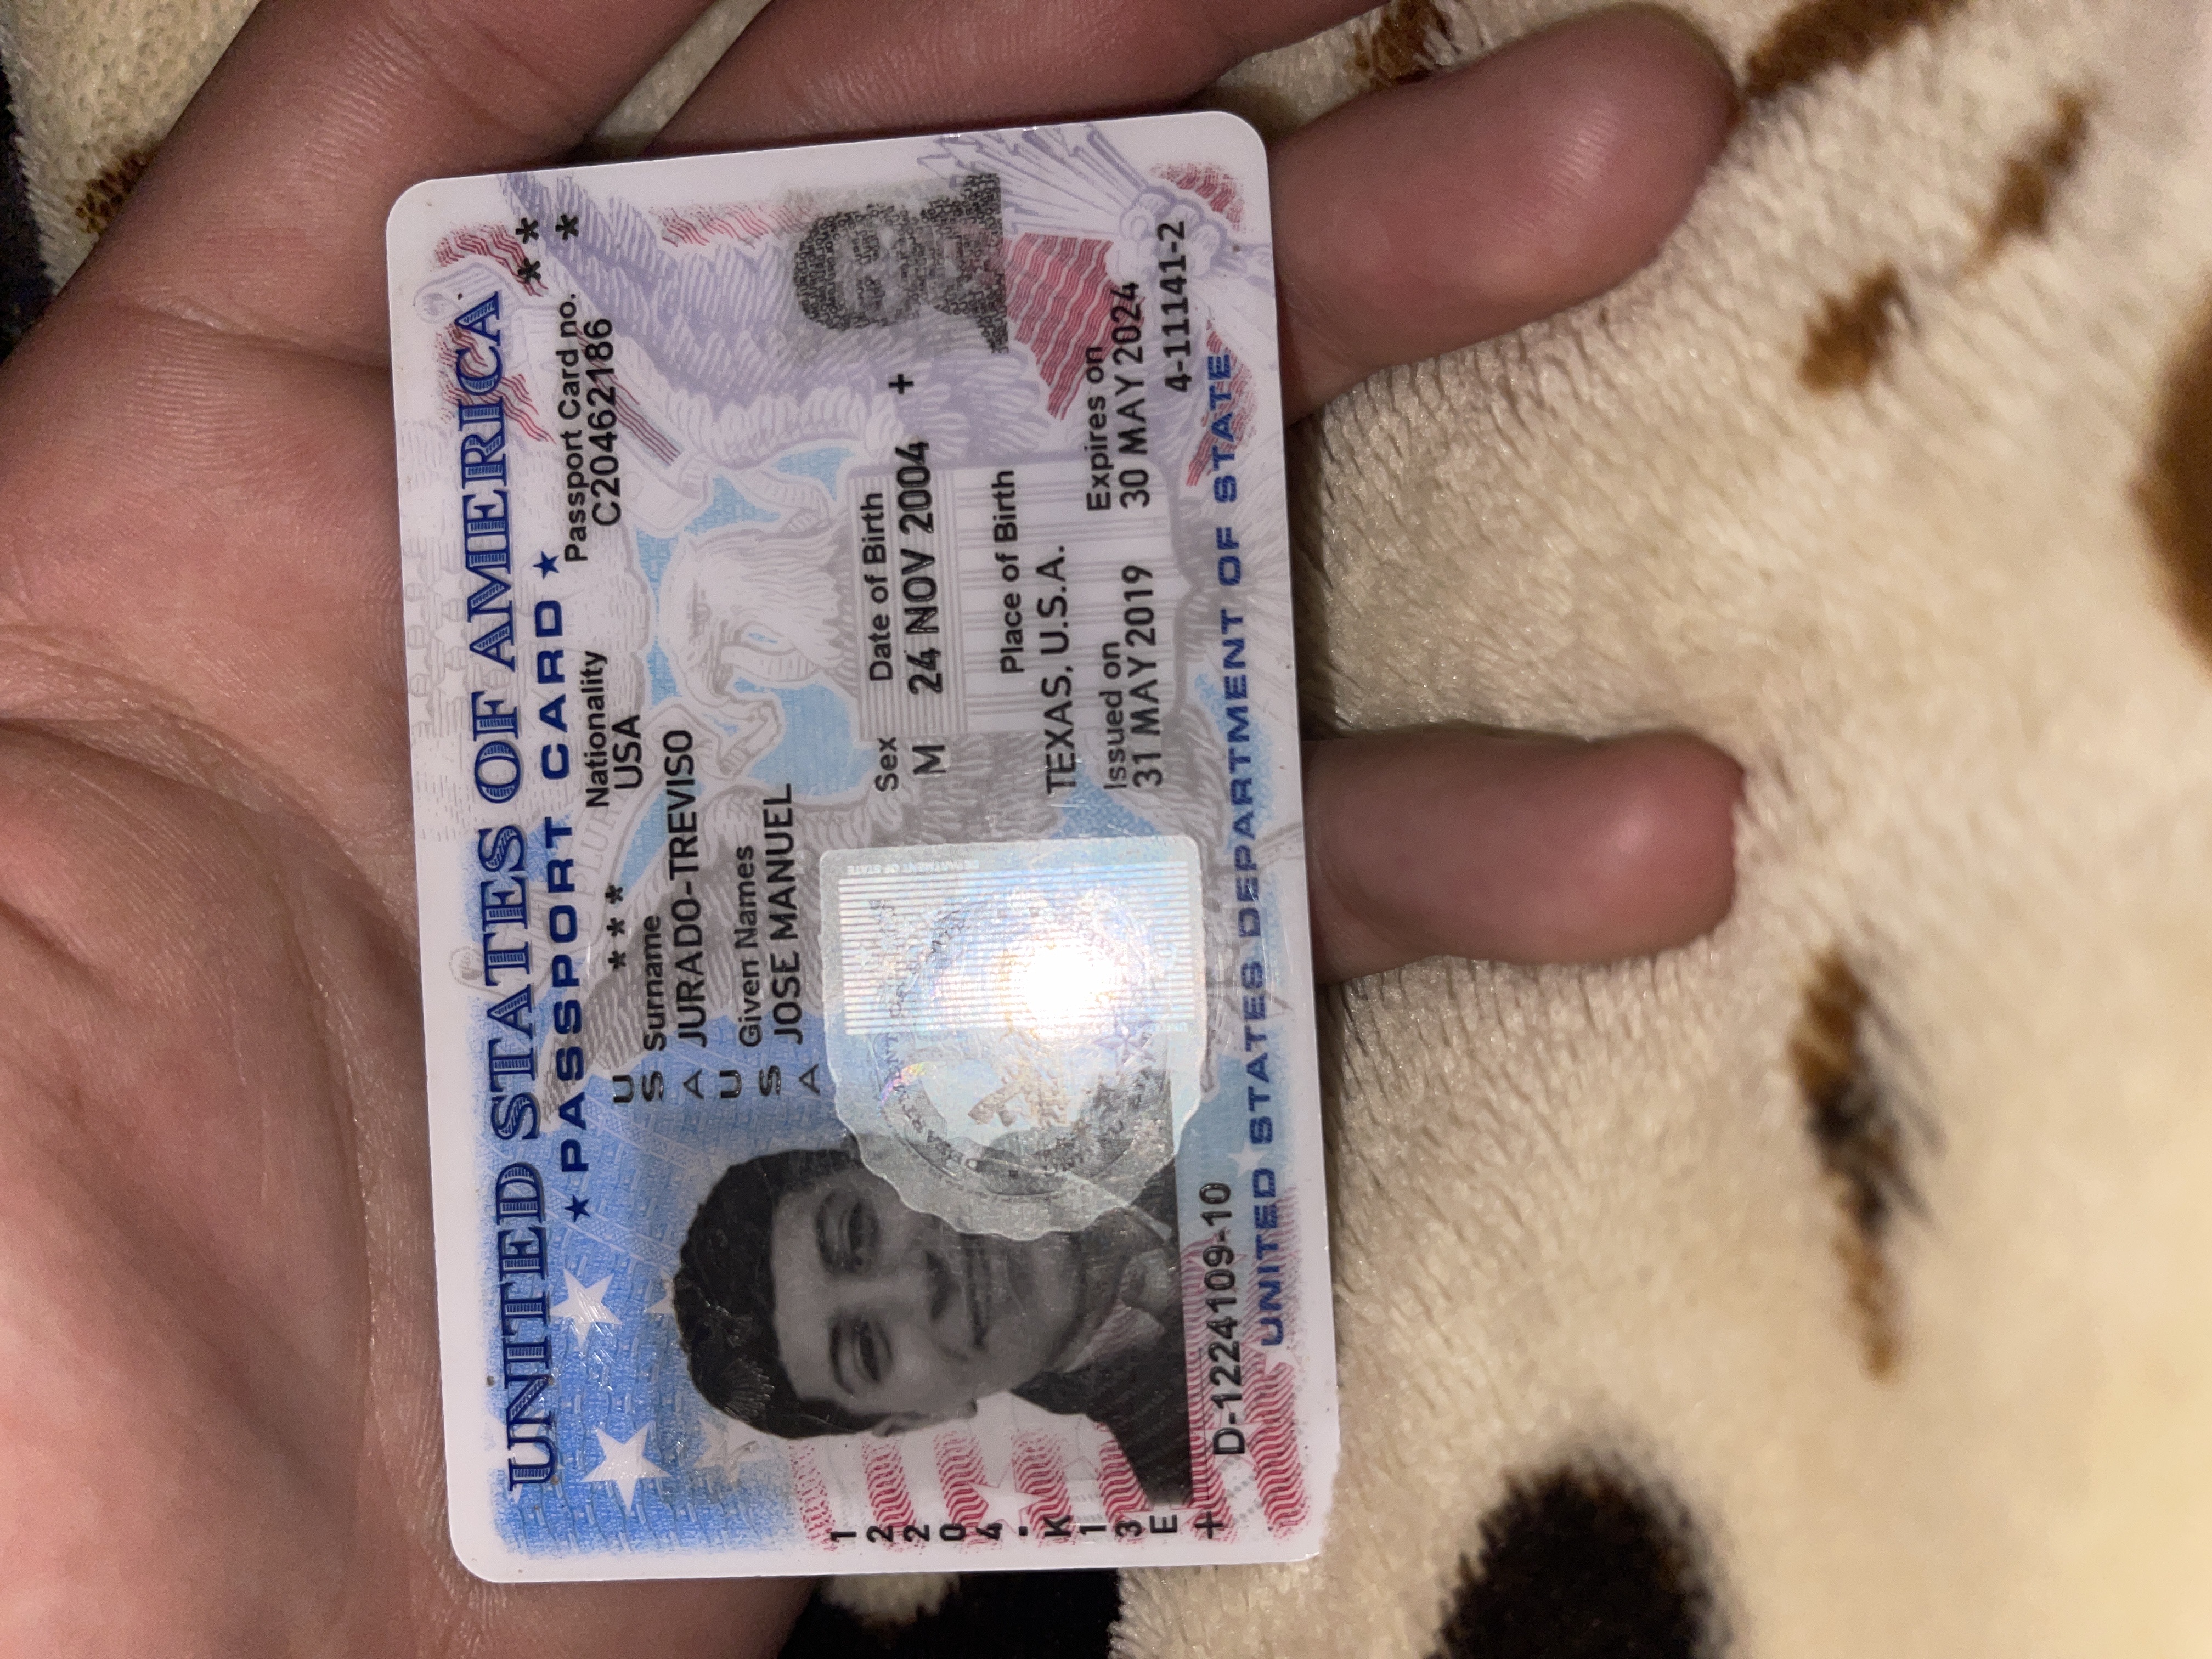 UNITED STATES OF AMERICA
★ PASSPORT CARD ★
* *
*
* * *
Nationality
USA
Passport Card no.
C20462186
USAUSA
Surname
JURADO-TREVISO
Given Names
JOSE MANUEL
Sex
M
Date of Birth
24 NOV 2004
+
Place of Birth
TEXAS, U.S.A.
Issued on
31 MAY 2019
Expires on
30 MAY 2024
4-11141-2
12204·K13E+
D-1224109-10
UNITED STATES DEPARTMENT OF STATE